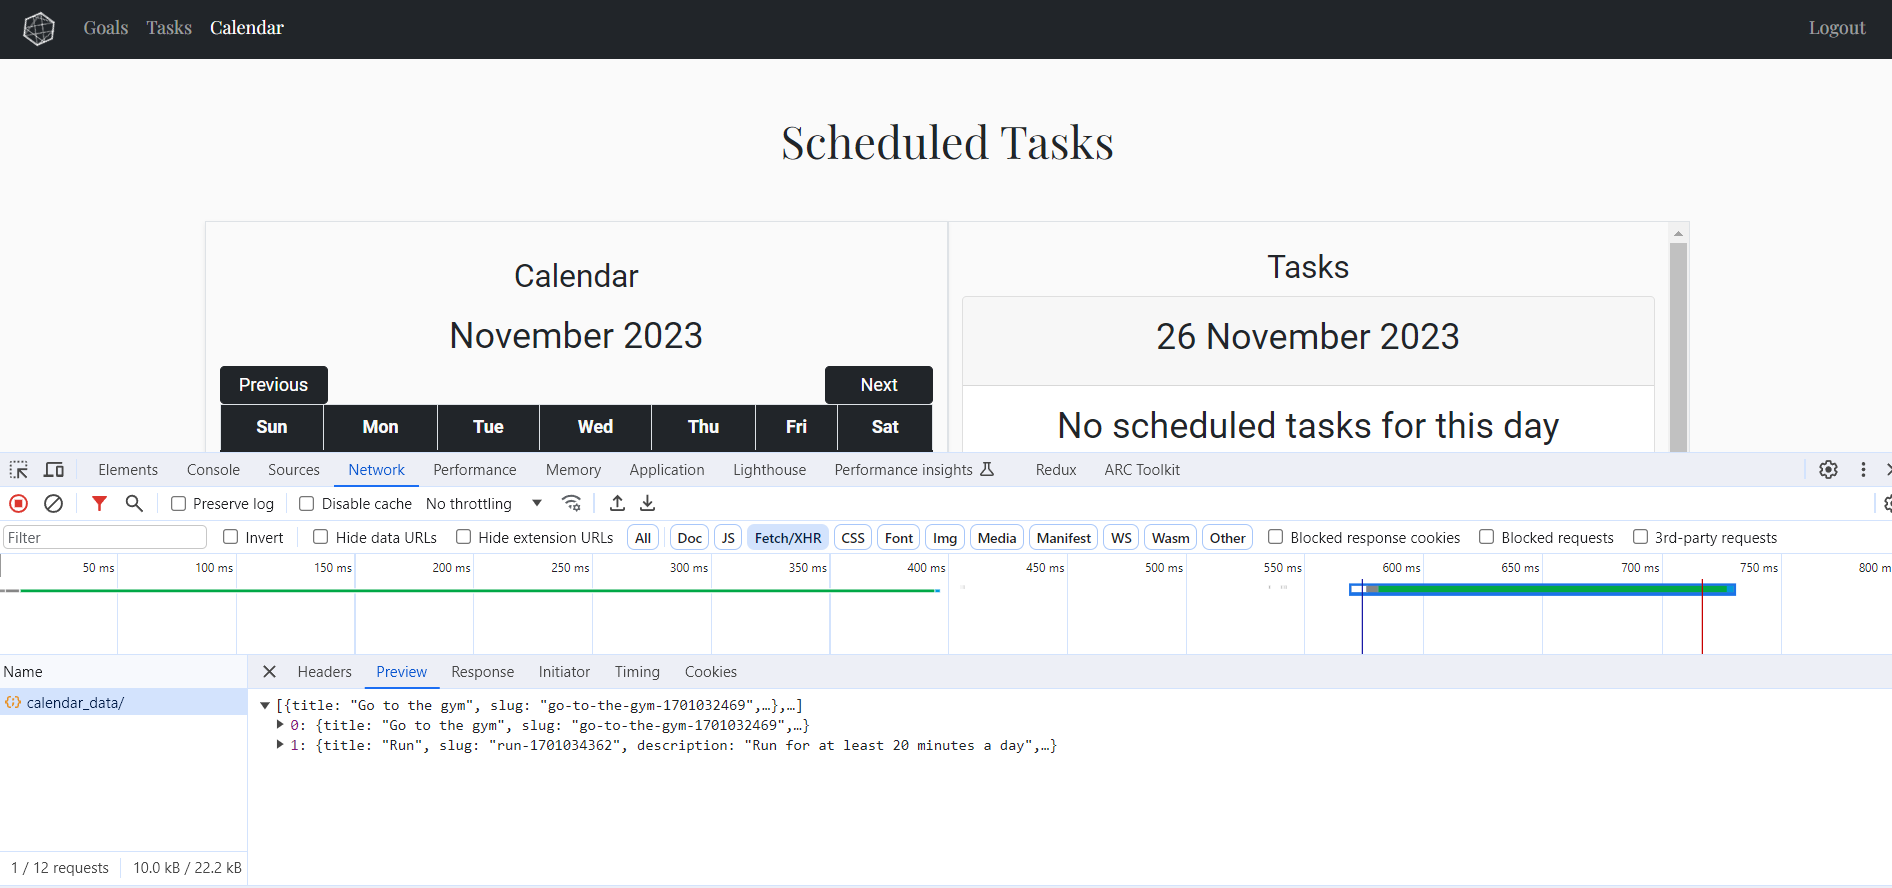 Goals Tasks Calendar Logout
Scheduled Tasks
Calendar
November 2023
Previous Next
Sun Mon Tue Wed Thu Fri Sat
Tasks
26 November 2023
No scheduled tasks for this day
Elements Console Sources Network Performance Memory Application Lighthouse Performance insights Redux ARC Toolkit
Preserve log Disable cache No throttling
Filter Invert Hide data URLs Hide extension URLs All Doc JS Fetch/XHR CSS Font Img Media Manifest WS Wasm Other Blocked response cookies Blocked requests 3rd-party requests
50 ms 100 ms 150 ms 200 ms 250 ms 300 ms 350 ms 400 ms 450 ms 500 ms 550 ms 600 ms 650 ms 700 ms 750 ms 800 m
Name
calendar_data/
Headers Preview Response Initiator Timing Cookies
[{title: "Go to the gym", slug: "go-to-the-gym-1701032469",…},…]
0: {title: "Go to the gym", slug: "go-to-the-gym-1701032469",…}
1: {title: "Run", slug: "run-1701034362", description: "Run for at least 20 minutes a day",…}
1 / 12 requests 10.0 kB / 22.2 kB